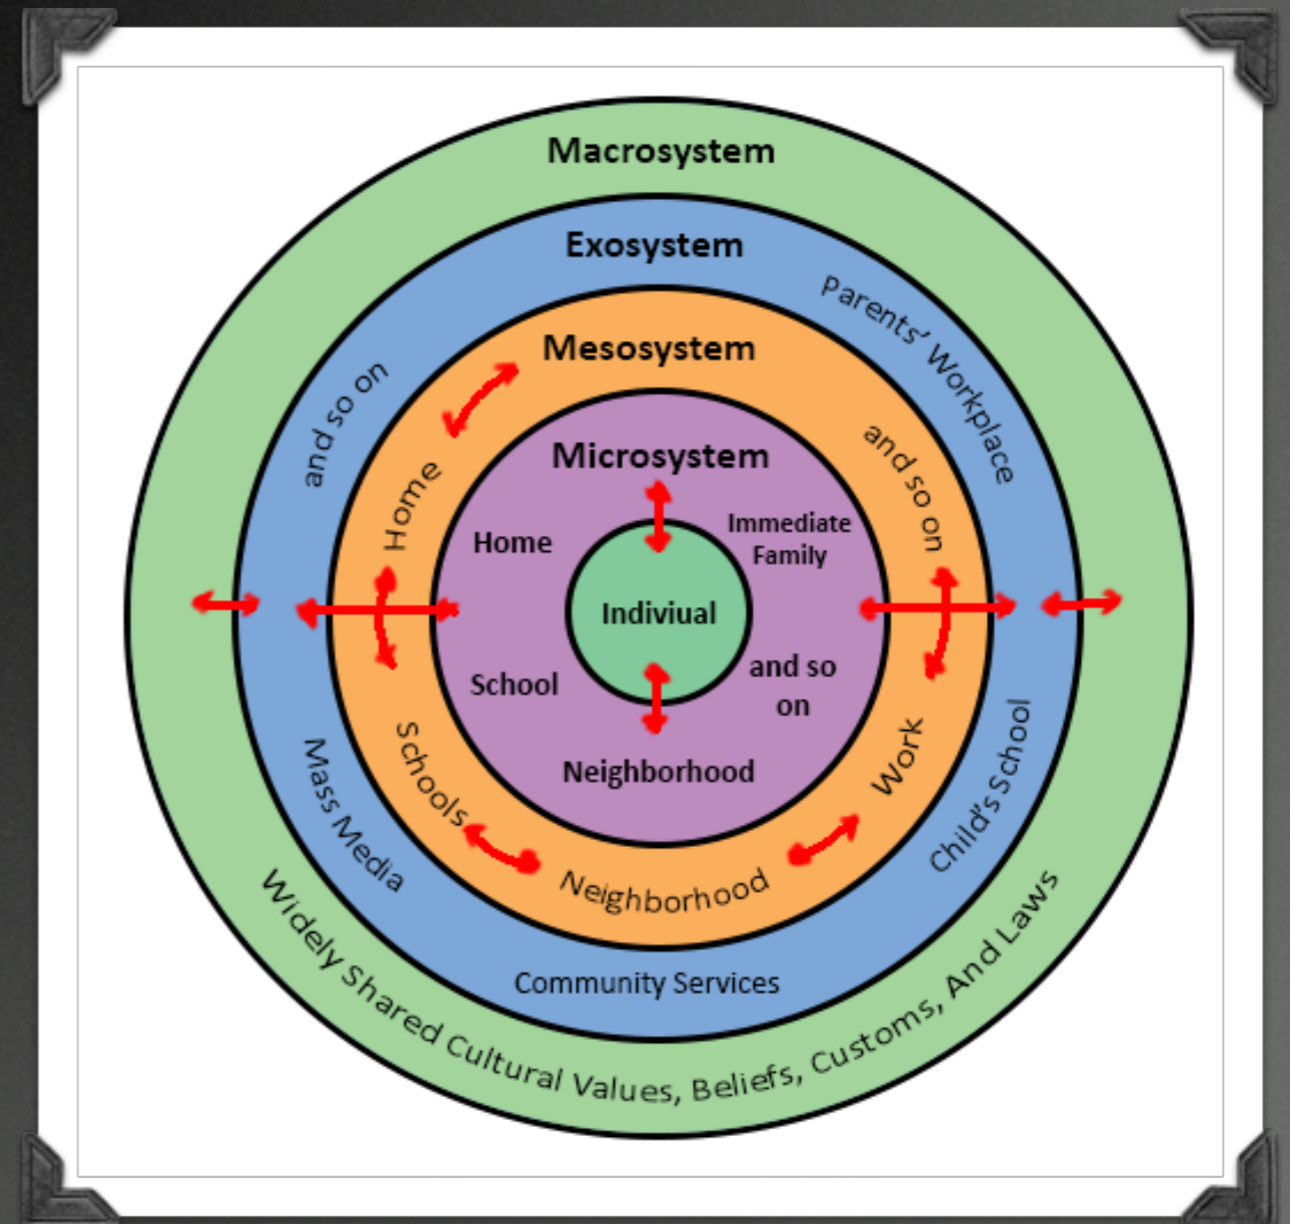 Macrosystem
Exosystem
Parents’ Workplace
and so on
Mesosystem
and so on
Home
Microsystem
Immediate
Family
Home
Indiviual
School
and so
on
Neighborhood
Schools
Work
Neighborhood
Mass Media
Child’s School
Community Services
Widely Shared Cultural Values, Beliefs, Customs, And Laws